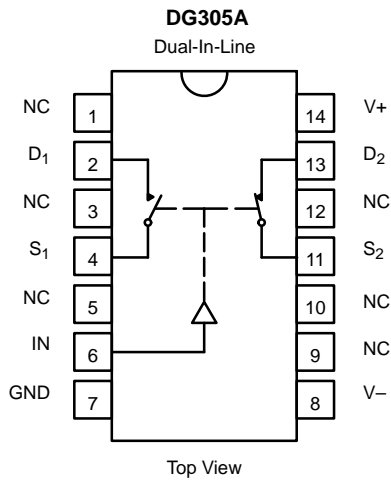 DG305A
Dual-In-Line
NC 1 14 V+
D₁ 2 13 D₂
NC 3 12 NC
S₁ 4 11 S₂
NC 5 10 NC
IN 6 9 NC
GND 7 8 V–
Top View